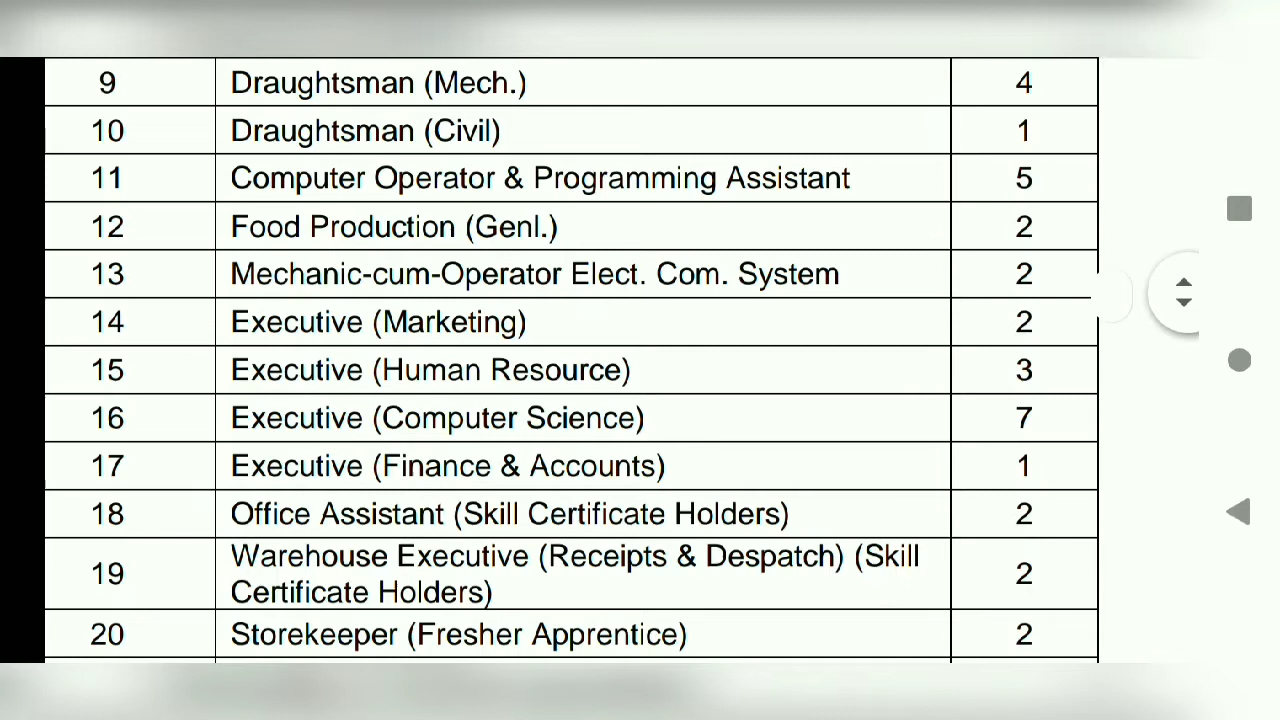 9 Draughtsman (Mech.) 4
10 Draughtsman (Civil) 1
11 Computer Operator & Programming Assistant 5
12 Food Production (Genl.) 2
13 Mechanic-cum-Operator Elect. Com. System 2
14 Executive (Marketing) 2
15 Executive (Human Resource) 3
16 Executive (Computer Science) 7
17 Executive (Finance & Accounts) 1
18 Office Assistant (Skill Certificate Holders) 2
19 Warehouse Executive (Receipts & Despatch) (Skill
Certificate Holders) 2
20 Storekeeper (Fresher Apprentice) 2